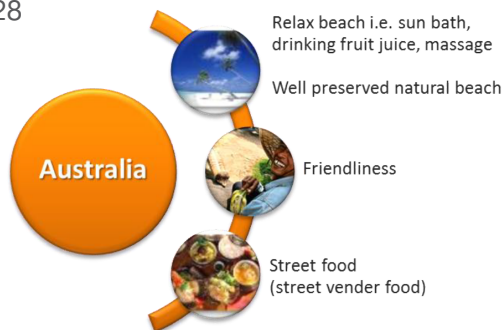 28
Relax beach i.e. sun bath,
drinking fruit juice, massage
Well preserved natural beach
Australia
Friendliness
Street food
(street vender food)